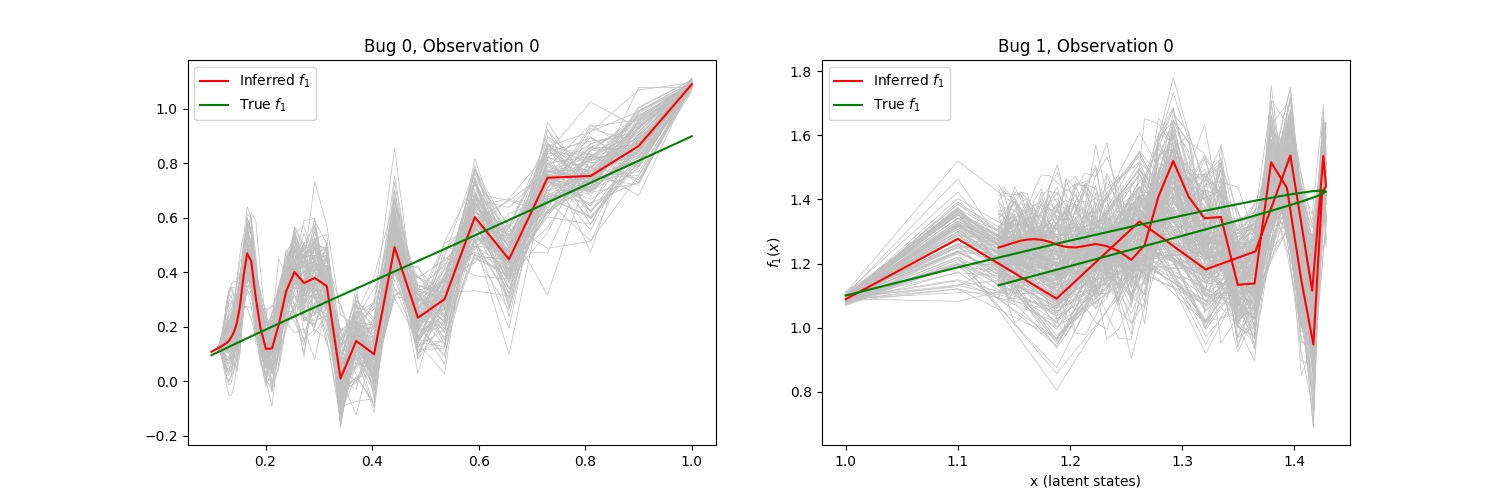 Bug 0, Observation 0
Inferred f₁
True f₁
1.0
0.8
0.6
0.4
0.2
0.0
−0.2
0.2 0.4 0.6 0.8 1.0
Bug 1, Observation 0
Inferred f₁
True f₁
f₁(x)
1.8
1.6
1.4
1.2
1.0
0.8
1.0 1.1 1.2 1.3 1.4
x (latent states)